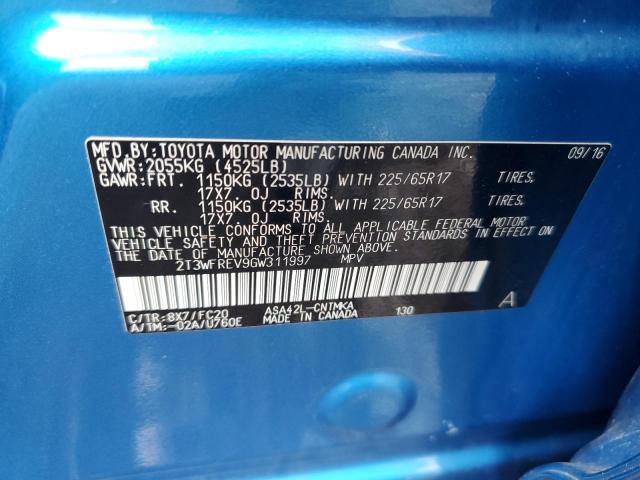 MFD.BY:TOYOTA MOTOR MANUFACTURING CANADA INC. 09/16
GVWR:2055KG (4525LB)
GAWR:FRT. 1150KG (2535LB) WITH 225/65R17 TIRES.
17X7.0J RIMS.
RR. 1150KG (2535LB) WITH 225/65R17 TIRES.
17X7.0J RIMS.
THIS VEHICLE CONFORMS TO ALL APPLICABLE FEDERAL MOTOR
VEHICLE SAFETY AND THEFT PREVENTION STANDARDS IN EFFECT ON
THE DATE OF MANUFACTURE SHOWN ABOVE.
2T3WFREV9GW311997 MPV
C/TR:8X7/FC20 ASA42L-CNTMKA A
A/TM:-02A/U760E MADE IN CANADA 130